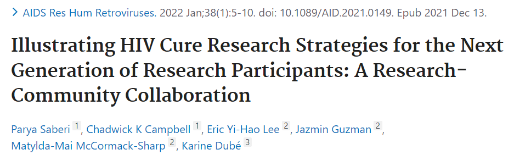 > AIDS Res Hum Retroviruses. 2022 Jan;38(1):5-10. doi: 10.1089/AID.2021.0149. Epub 2021 Dec 13.
Illustrating HIV Cure Research Strategies for the Next
Generation of Research Participants: A Research-
Community Collaboration
Parya Saberi 1, Chadwick K Campbell 1, Eric Yi-Hao Lee 2, Jazmin Guzman 2,
Matylda-Mai McCormack-Sharp 2, Karine Dubé 3